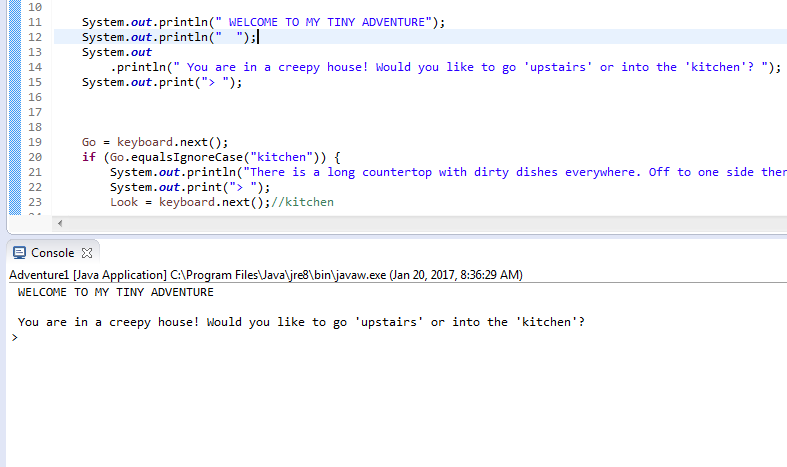 10
11 System.out.println(" WELCOME TO MY TINY ADVENTURE");
12 System.out.println("  ");
13 System.out
14 .println(" You are in a creepy house! Would you like to go 'upstairs' or into the 'kitchen'? ");
15 System.out.print("> ");
16
17
18
19 Go = keyboard.next();
20 if (Go.equalsIgnoreCase("kitchen")) {
21 System.out.println("There is a long countertop with dirty dishes everywhere. Off to one side ther
22 System.out.print("> ");
23 Look = keyboard.next();//kitchen
Console
Adventure1 [Java Application] C:\Program Files\Java\jre8\bin\javaw.exe (Jan 20, 2017, 8:36:29 AM)
WELCOME TO MY TINY ADVENTURE
You are in a creepy house! Would you like to go 'upstairs' or into the 'kitchen'?
>